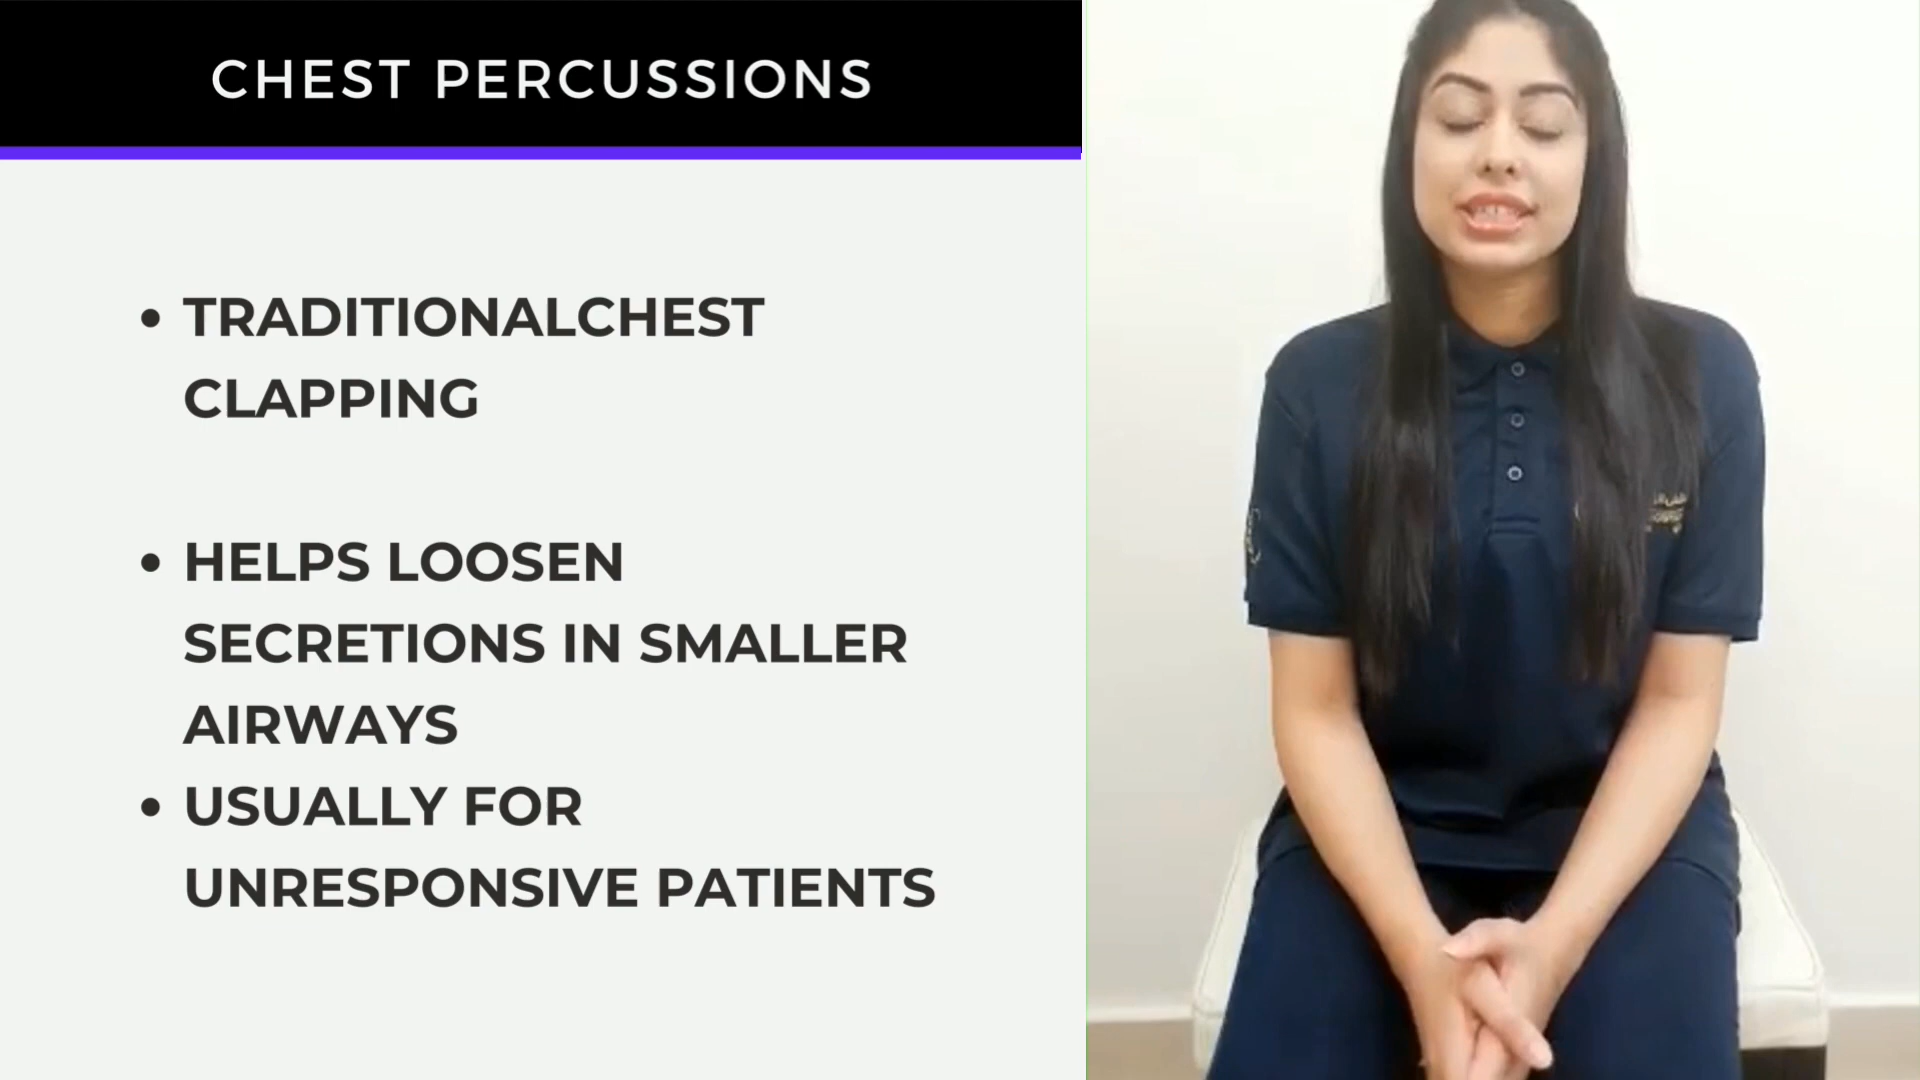 CHEST PERCUSSIONS
TRADITIONALCHEST
CLAPPING
HELPS LOOSEN
SECRETIONS IN SMALLER
AIRWAYS
USUALLY FOR
UNRESPONSIVE PATIENTS